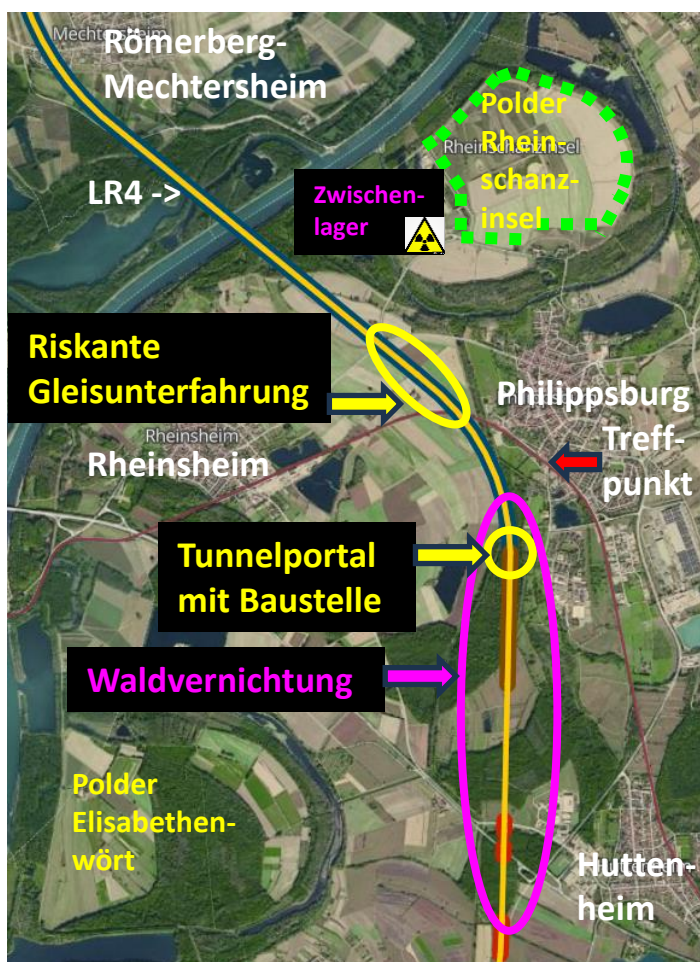 Mechtersheim
Römerberg-
Mechtersheim
Polder
Rhein-
schanz-
insel
Rheinschanzinsel
Zwischen-
lager
LR4 ->
Riskante
Gleisunterfahrung
Philippsburg
Treff-
punkt
Rheinsheim
Rheinsheim
Tunnelportal
mit Baustelle
Waldvernichtung
Polder
Elisabethen-
wört
Hutten-
heim